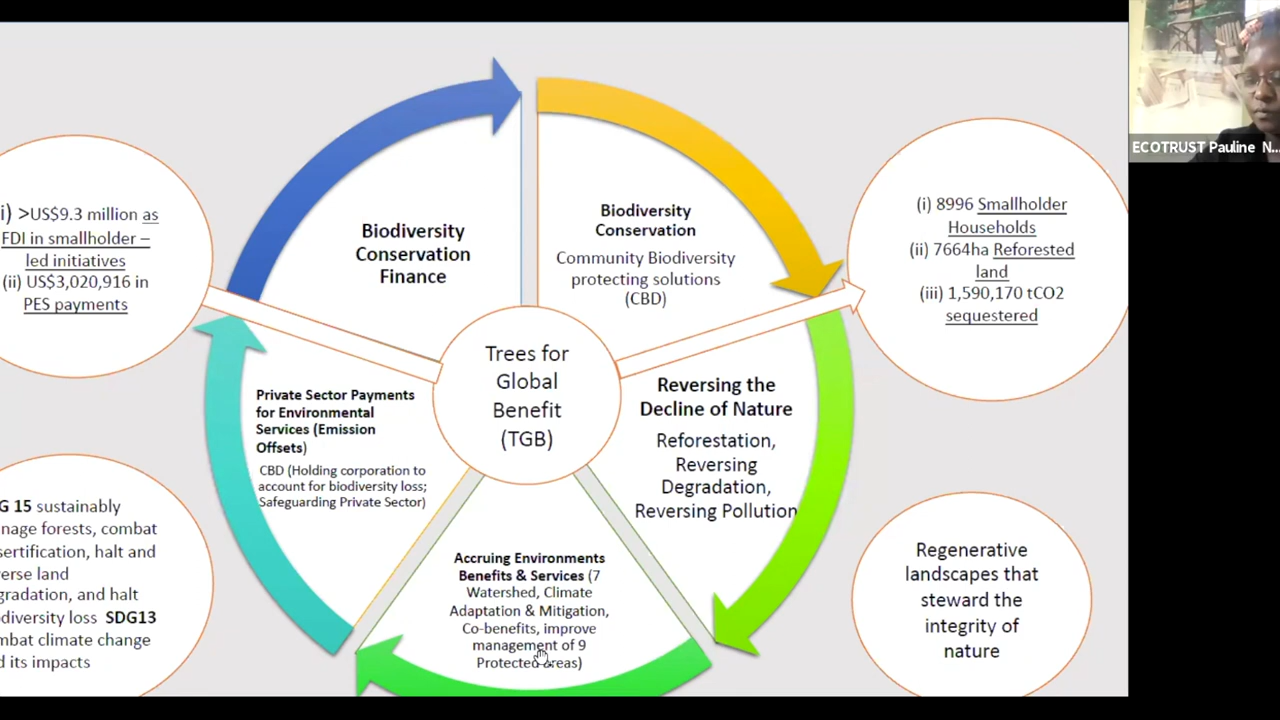 ECOTRUST Pauline N...
i) >US$9.3 million as
FDI in smallholder –
led initiatives
(ii) US$3,020,916 in
PES payments
Biodiversity
Conservation
Finance
Biodiversity
Conservation
Community Biodiversity
protecting solutions
(CBD)
(i) 8996 Smallholder
Households
(ii) 7664ha Reforested
land
(iii) 1,590,170 tCO2
sequestered
Trees for
Global
Benefit
(TGB)
Private Sector Payments
for Environmental
Services (Emission
Offsets)
CBD (Holding corporation to
account for biodiversity loss;
Safeguarding Private Sector)
Reversing the
Decline of Nature
Reforestation,
Reversing
Degradation,
Reversing Pollution
G 15 sustainably
nage forests, combat
sertification, halt and
erse land
gradation, and halt
diversity loss SDG13
mbat climate change
d its impacts
Accruing Environments
Benefits & Services (7
Watershed, Climate
Adaptation & Mitigation,
Co-benefits, improve
management of 9
Protected Areas)
Regenerative
landscapes that
steward the
integrity of
nature